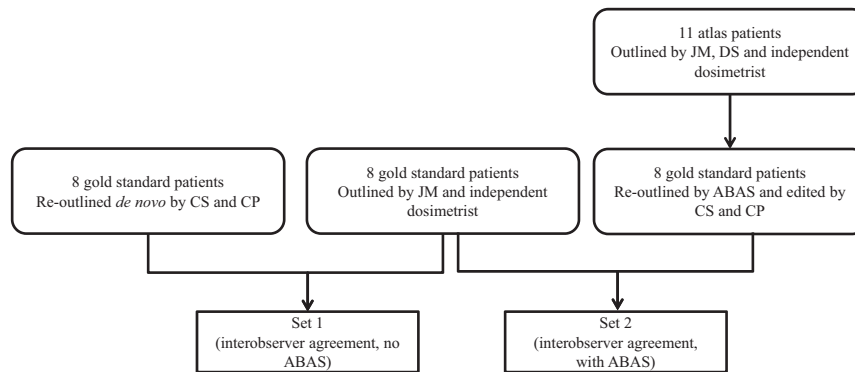 11 atlas patients
Outlined by JM, DS and independent
dosimetrist
8 gold standard patients
Re-outlined de novo by CS and CP
8 gold standard patients
Outlined by JM and independent
dosimetrist
8 gold standard patients
Re-outlined by ABAS and edited by
CS and CP
Set 1
(interobserver agreement, no
ABAS)
Set 2
(interobserver agreement,
with ABAS)